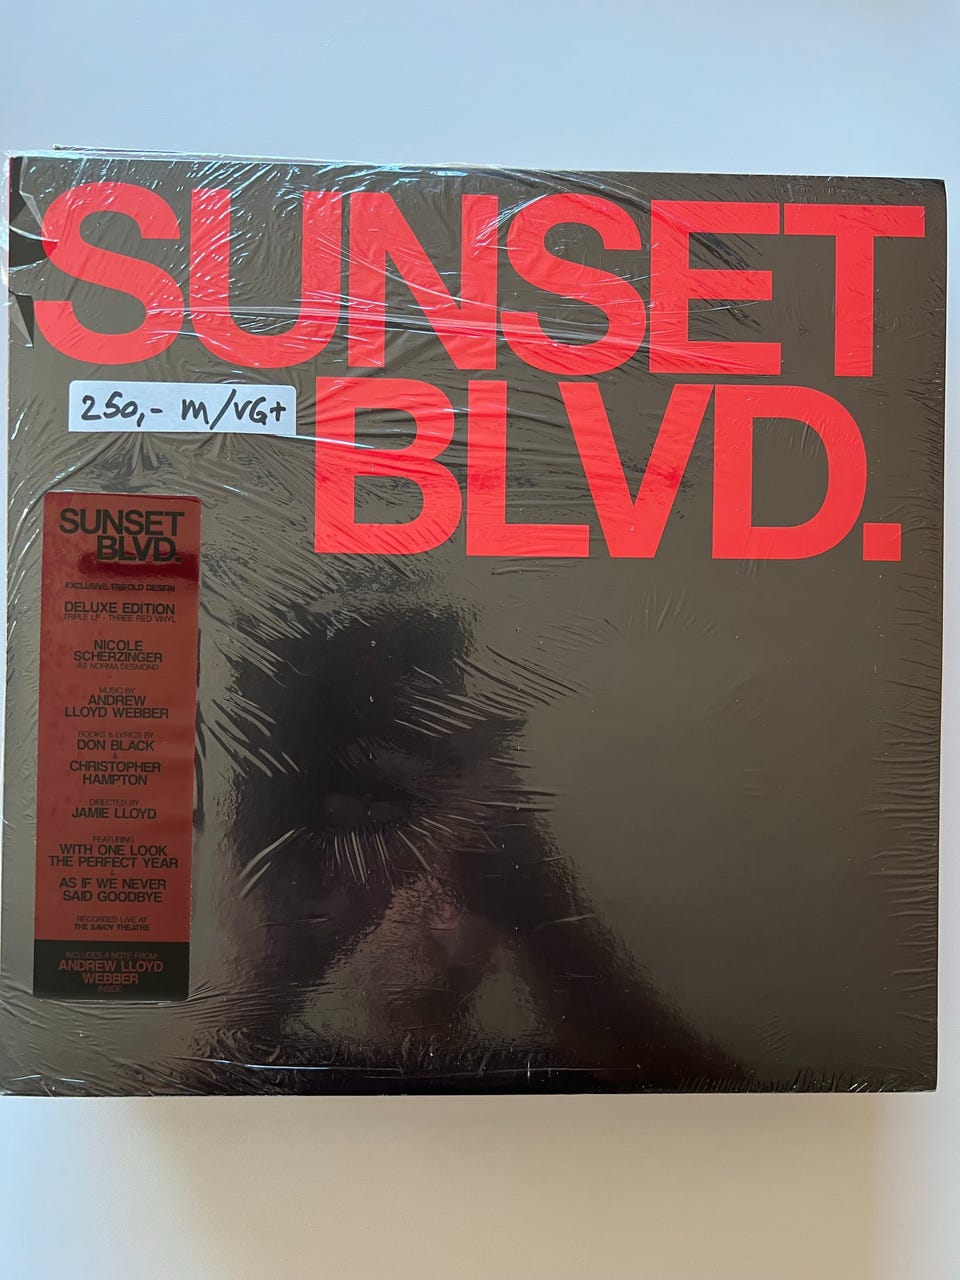 SUNSET
BLVD.
250,- M/VG+
SUNSET
BLVD.
EXCLUSIVE TRIFOLD DESIGN
DELUXE EDITION
TRIPLE LP - THREE RED VINYL
NICOLE
SCHERZINGER
AS NORMA DESMOND
MUSIC BY
ANDREW
LLOYD WEBBER
BOOKS & LYRICS BY
DON BLACK
&
CHRISTOPHER
HAMPTON
DIRECTED BY
JAMIE LLOYD
FEATURING
WITH ONE LOOK
THE PERFECT YEAR
&
AS IF WE NEVER
SAID GOODBYE
RECORDED LIVE AT
THE SAVOY THEATRE
INCLUDES A NOTE FROM
ANDREW LLOYD
WEBBER
INSIDE